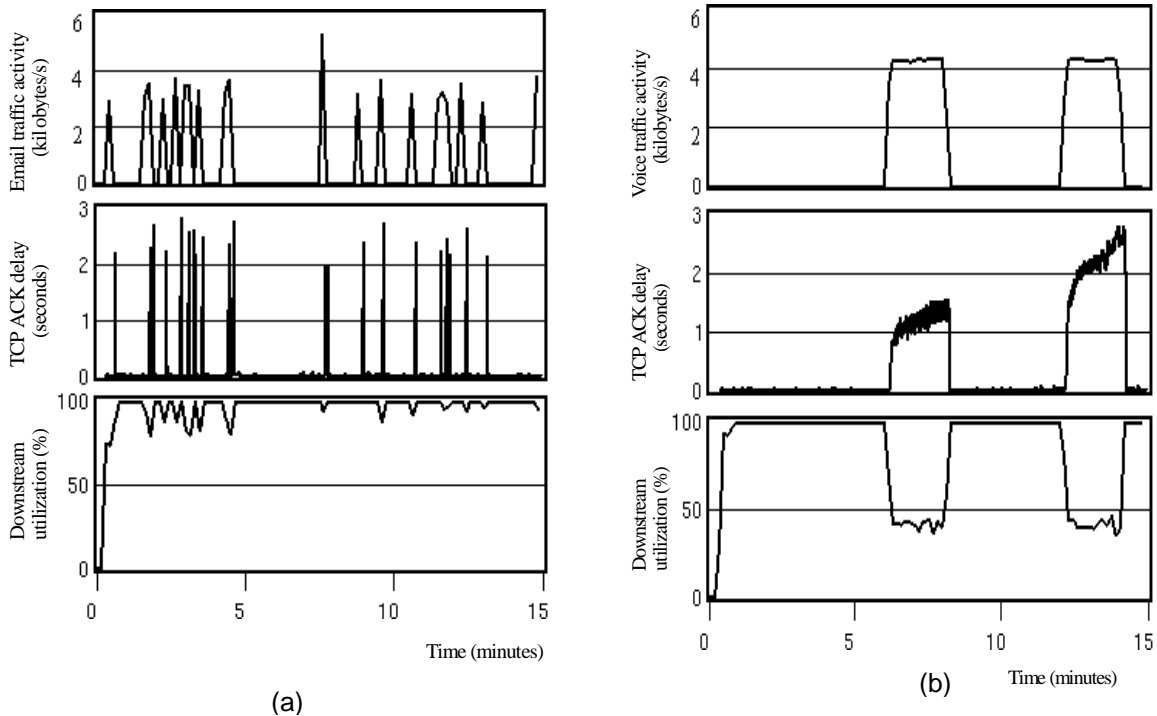 Email traffic activity
(kilobytes/s)
6
4
2
0
TCP ACK delay
(seconds)
3
2
1
0
Downstream
utilization (%)
100
50
0
0
5
10
15
Time (minutes)
(a)
Voice traffic activity
(kilobytes/s)
6
4
2
0
TCP ACK delay
(seconds)
3
2
1
0
Downstream
utilization (%)
100
50
0
0
5
10
15
Time (minutes)
(b)